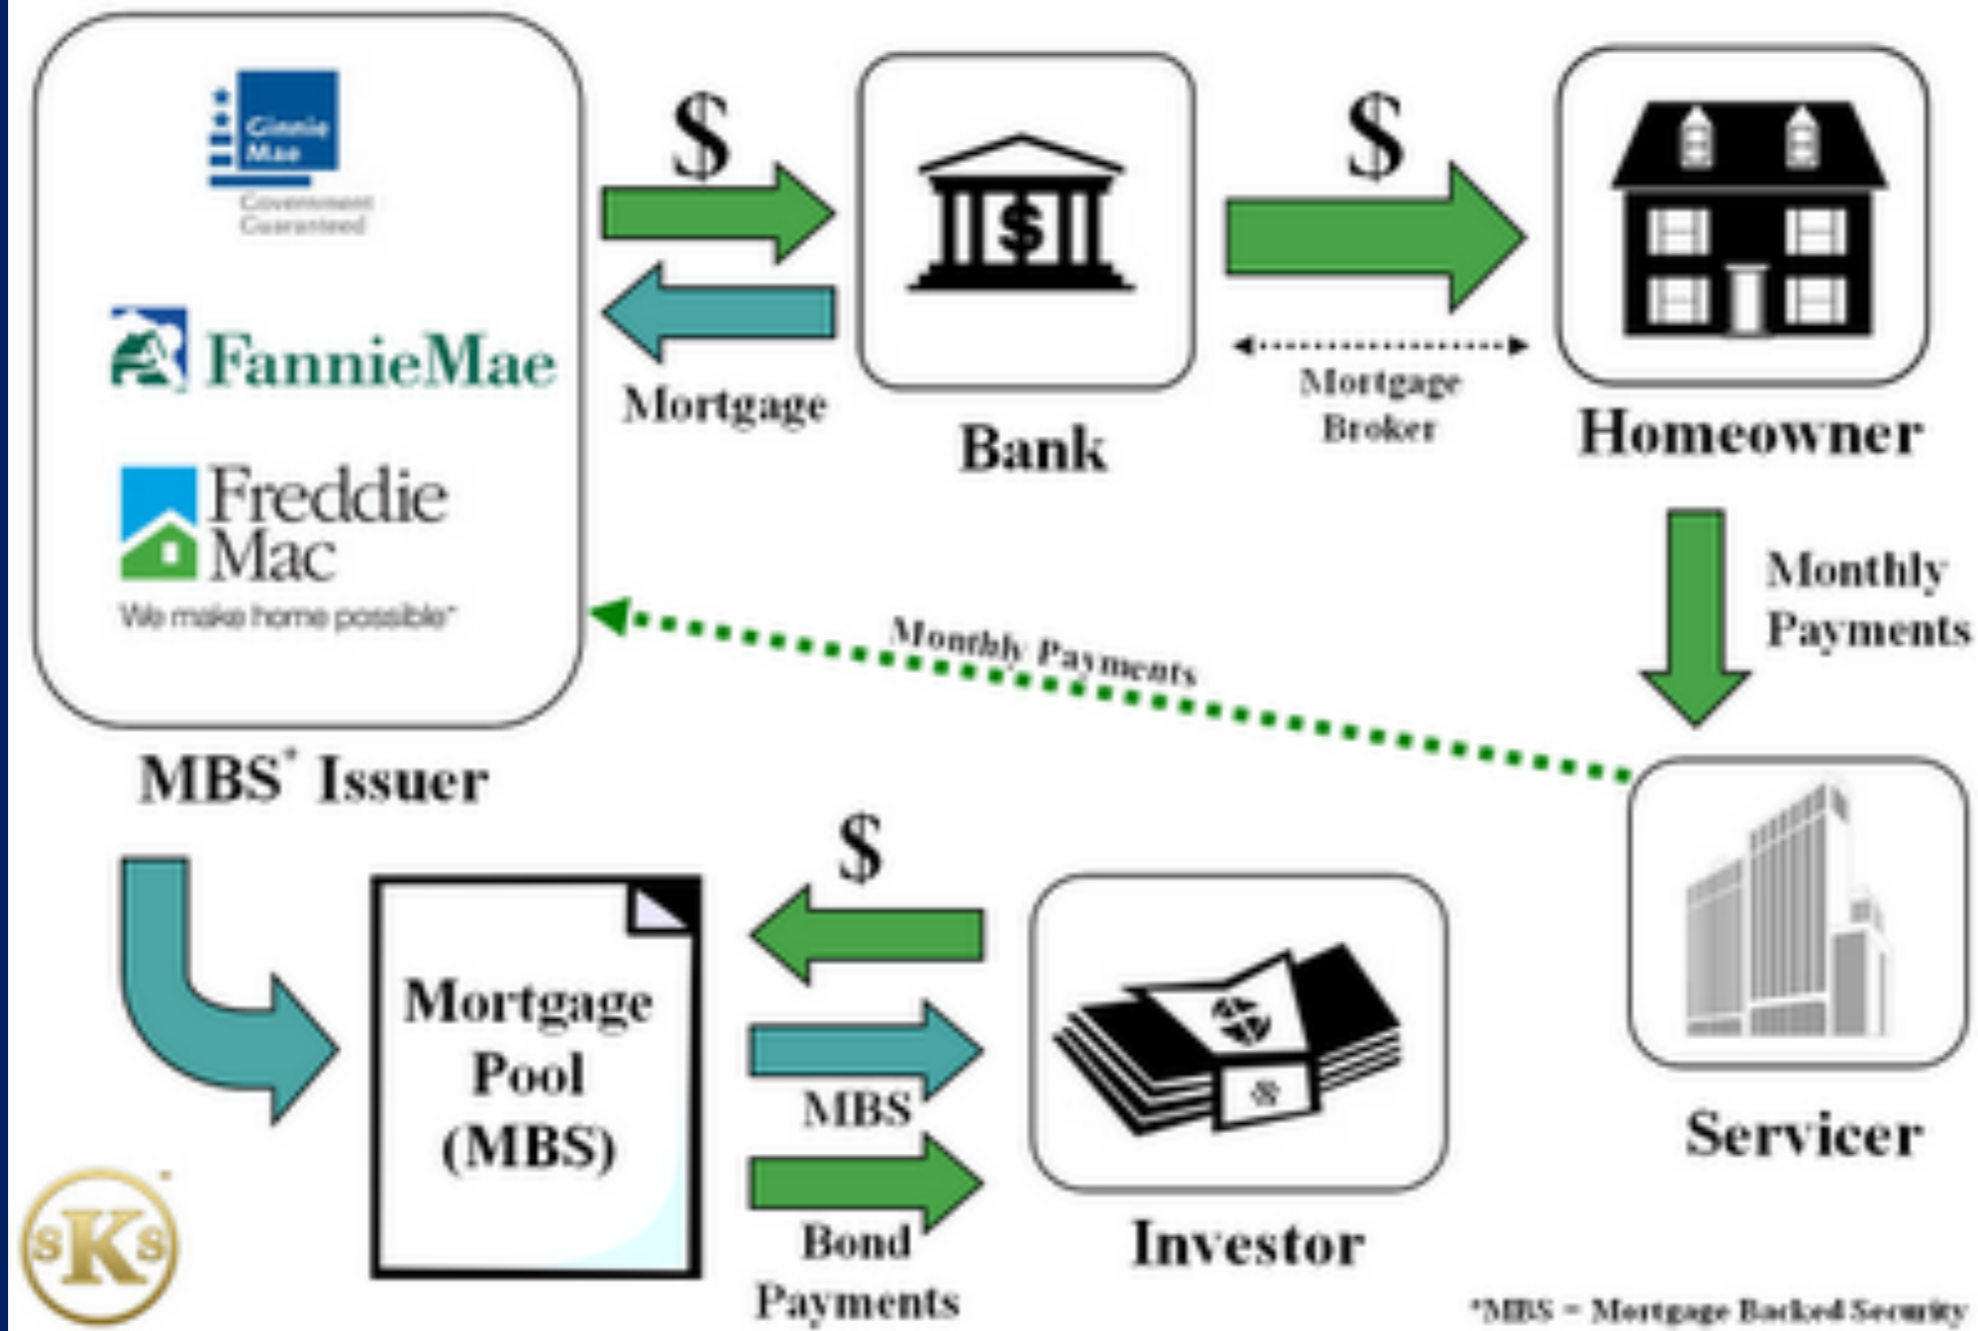 Ginnie
Mae
Government
Guaranteed
FannieMae
Freddie
Mac
We make home possible*
MBS* Issuer
$
Mortgage
$
Bank
$
Mortgage
Broker
Homeowner
Monthly
Payments
Monthly Payments
Servicer
Mortgage
Pool
(MBS)
$
MBS
Bond
Payments
Investor
sKs
*MBS = Mortgage Backed Security